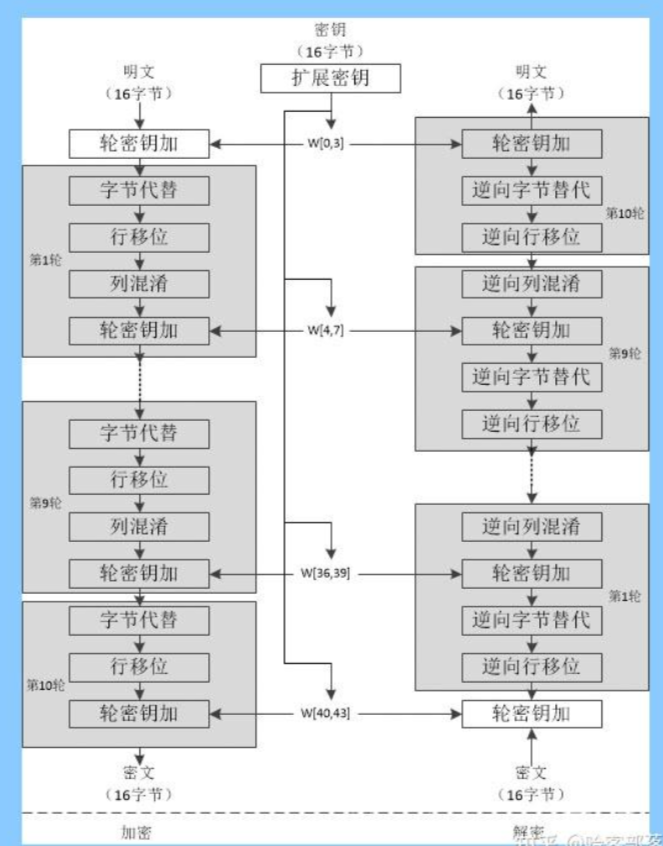 密钥
（16字节）
扩展密钥
明文
（16字节）
轮密钥加
字节代替
行移位
列混淆
轮密钥加
第1轮
字节代替
行移位
列混淆
轮密钥加
第9轮
字节代替
行移位
轮密钥加
第10轮
密文
（16字节）
加密
W[0,3]
W[4,7]
W[36,39]
W[40,43]
明文
（16字节）
轮密钥加
逆向字节替代
逆向行移位
第10轮
逆向列混淆
轮密钥加
逆向字节替代
逆向行移位
第9轮
逆向列混淆
轮密钥加
逆向字节替代
逆向行移位
第1轮
轮密钥加
密文
（16字节）
解密